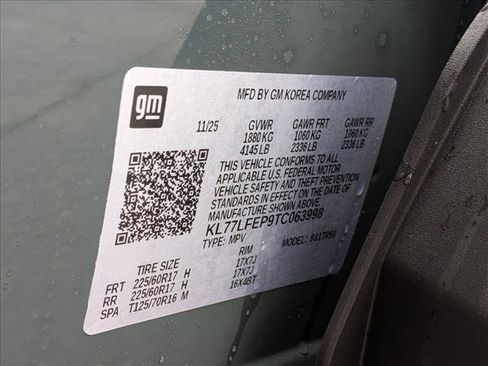 gm
MFD BY GM KOREA COMPANY
11/25 GVWR GAWR FRT GAWR RR
1880 KG 1060 KG 1060 KG
4145 LB 2336 LB 2336 LB
THIS VEHICLE CONFORMS TO ALL
APPLICABLE U.S. FEDERAL MOTOR
VEHICLE SAFETY AND THEFT PREVENTION
STANDARDS IN EFFECT ON THE DATE OF
MANUFACTURE SHOWN ABOVE.
KL77LFEP9TC063998
TYPE: MPV MODEL:
TIRE SIZE RIM
FRT 225/60R17 H 17X7J
RR 225/60R17 H 17X7J
SPA T125/70R16 M 16X4BT